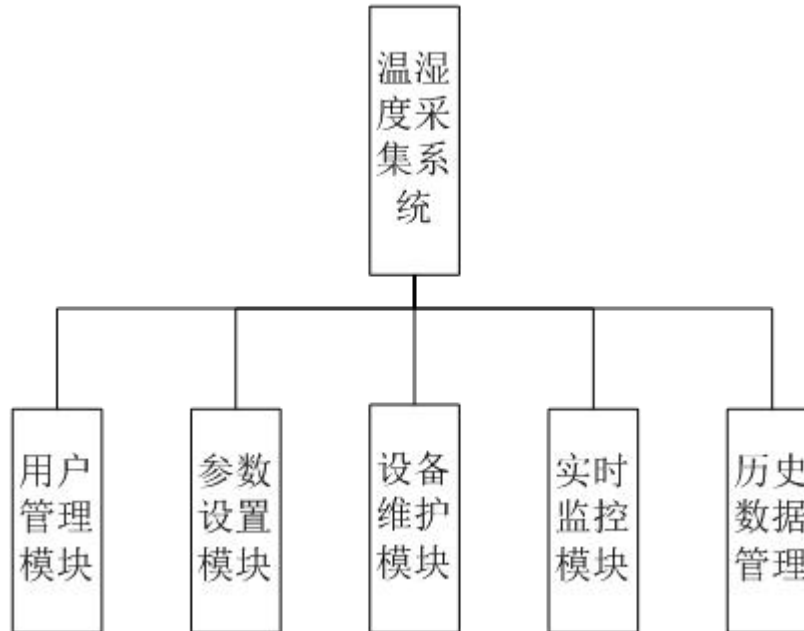 温湿
度采
集系
统
用户
管理
模块
参数
设置
模块
设备
维护
模块
实时
监控
模块
历史
数据
管理